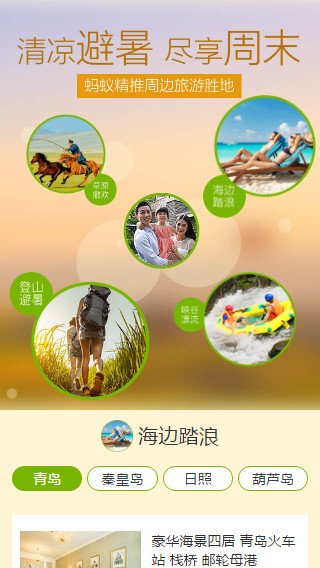 清凉避暑 尽享周末
蚂蚁精推周边旅游胜地
草原
撒欢
海边
踏浪
登山
避暑
峡谷
漂流
海边踏浪
青岛
秦皇岛
日照
葫芦岛
豪华海景四居 青岛火车
站 栈桥 邮轮母港